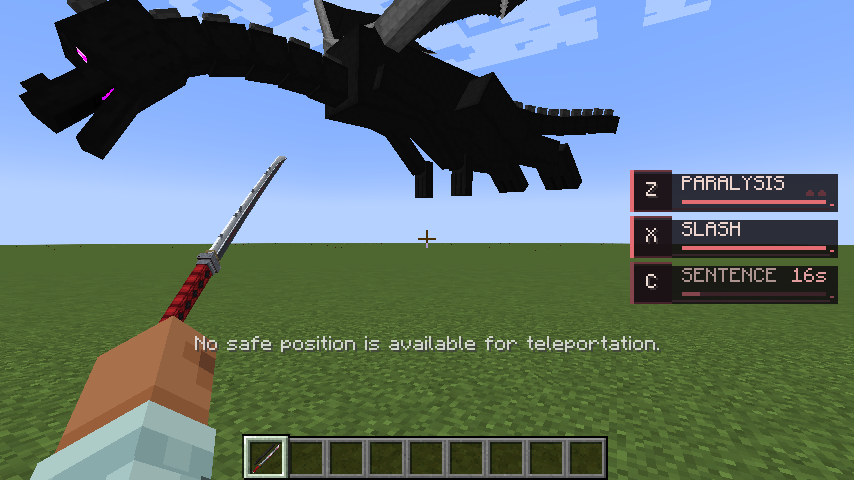 Z PARALYSIS
X SLASH
C SENTENCE 16s
No safe position is available for teleportation.